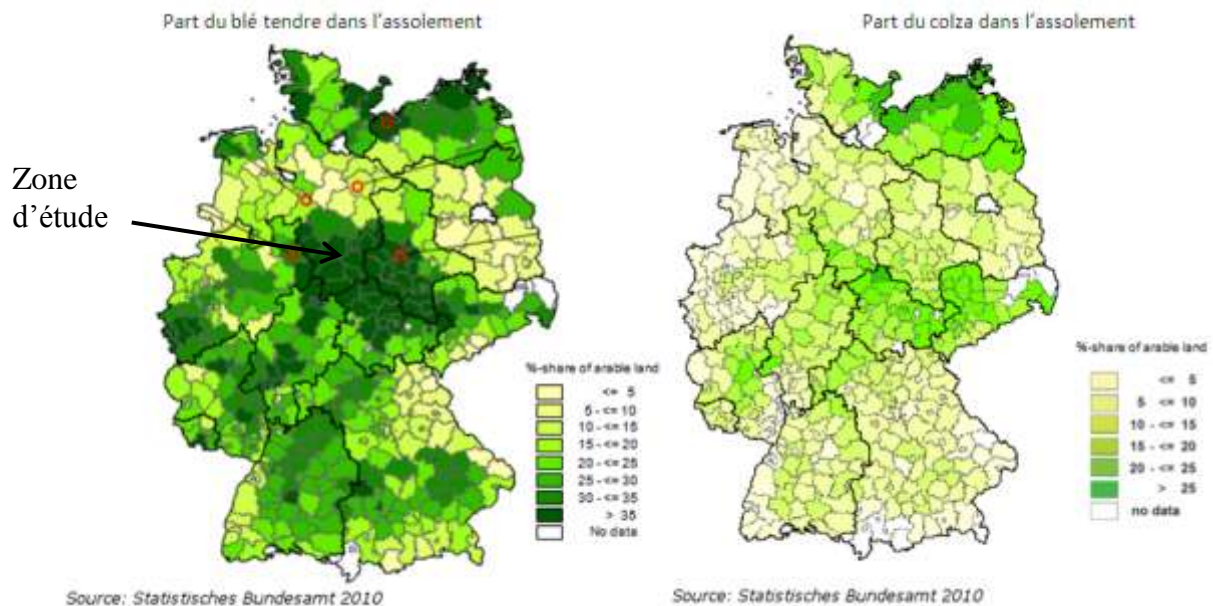 Part du blé tendre dans l'assolement
Part du colza dans l'assolement
Zone
d'étude
%-share of arable land
<= 5
5 - <= 10
10 - <= 15
15 - <= 20
20 - <= 25
25 - <= 30
30 - <= 35
> 35
No data
%-share of arable land
<= 5
5 - <= 10
10 - <= 15
15 - <= 20
20 - <= 25
> 25
no data
Source: Statistisches Bundesamt 2010
Source: Statistisches Bundesamt 2010